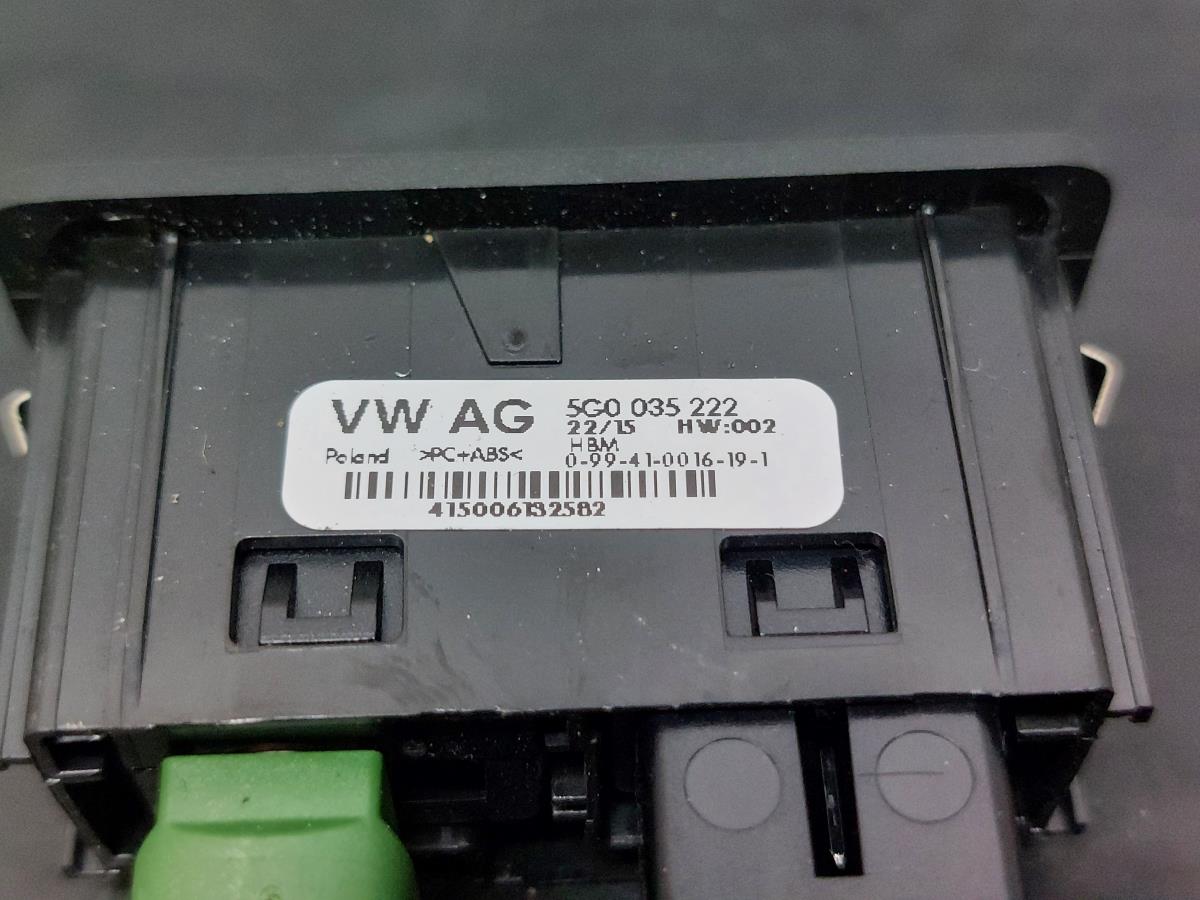 VW AG 5G0 035 222
22/15 HW:002
HBM
Poland >PC+ABS< 0-99-41-0016-19-1
415006132582